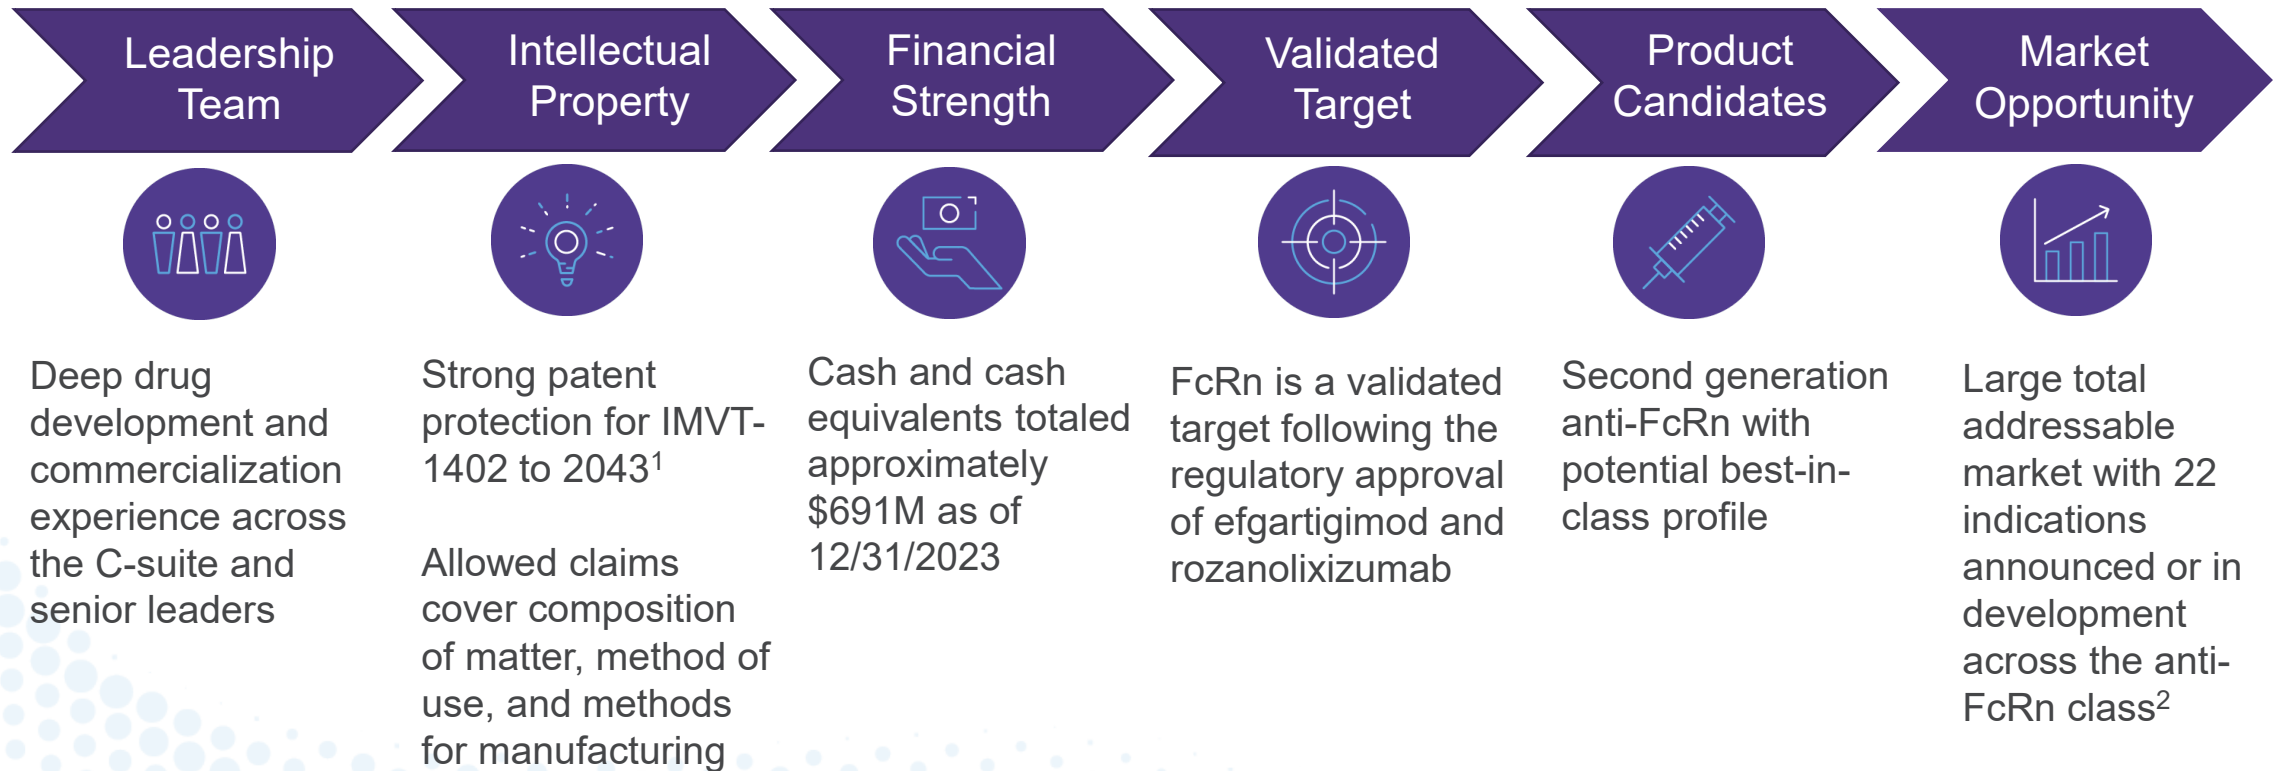 Leadership
Team
Intellectual
Property
Financial
Strength
Validated
Target
Product
Candidates
Market
Opportunity
Deep drug
development and
commercialization
experience across
the C-suite and
senior leaders
Strong patent
protection for IMVT-
1402 to 2043¹
Allowed claims
cover composition
of matter, method of
use, and methods
for manufacturing
Cash and cash
equivalents totaled
approximately
$691M as of
12/31/2023
FcRn is a validated
target following the
regulatory approval
of efgartigimod and
rozanolixizumab
Second generation
anti-FcRn with
potential best-in-
class profile
Large total
addressable
market with 22
indications
announced or in
development
across the anti-
FcRn class²